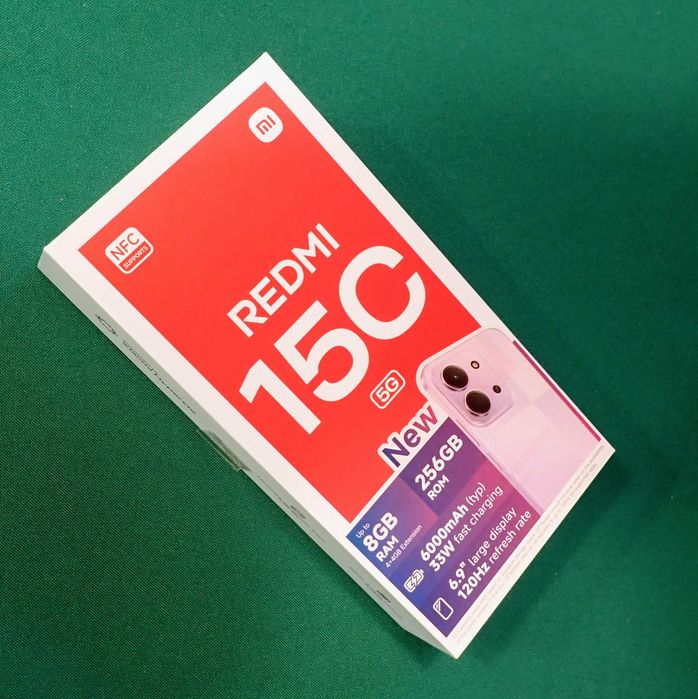 mi
NFC
SUPPORTS
REDMI
15C
5G
New
Up to
8GB
RAM
4+4GB Extension
256GB
ROM
6000mAh (typ)
33W fast charging
6.9" large display
120Hz refresh rate